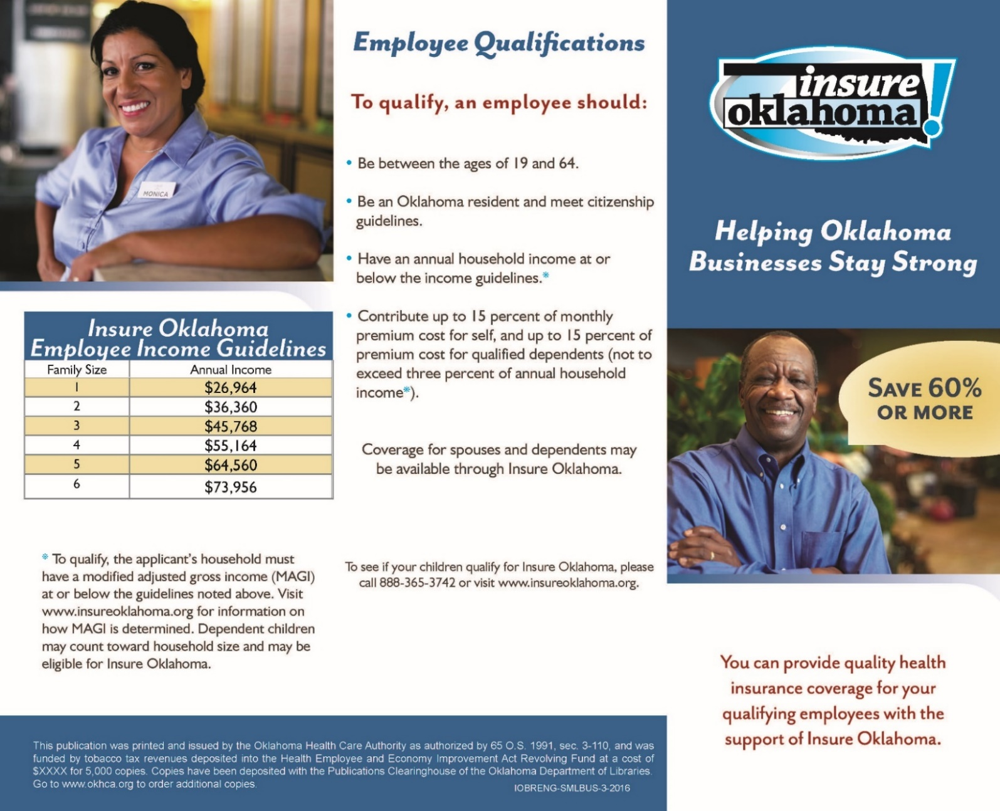 MONICA
Insure Oklahoma
Employee Income Guidelines
Family Size Annual Income
1 $26,964
2 $36,360
3 $45,768
4 $55,164
5 $64,560
6 $73,956
* To qualify, the applicant's household must
have a modified adjusted gross income (MAGI)
at or below the guidelines noted above. Visit
www.insureoklahoma.org for information on
how MAGI is determined. Dependent children
may count toward household size and may be
eligible for Insure Oklahoma.
Employee Qualifications
To qualify, an employee should:
• Be between the ages of 19 and 64.
• Be an Oklahoma resident and meet citizenship
guidelines.
• Have an annual household income at or
below the income guidelines.*
• Contribute up to 15 percent of monthly
premium cost for self, and up to 15 percent of
premium cost for qualified dependents (not to
exceed three percent of annual household
income*).
Coverage for spouses and dependents may
be available through Insure Oklahoma.
To see if your children qualify for Insure Oklahoma, please
call 888-365-3742 or visit www.insureoklahoma.org.
This publication was printed and issued by the Oklahoma Health Care Authority as authorized by 65 O.S. 1991, sec. 3-110, and was
funded by tobacco tax revenues deposited into the Health Employee and Economy Improvement Act Revolving Fund at a cost of
$XXXX for 5,000 copies. Copies have been deposited with the Publications Clearinghouse of the Oklahoma Department of Libraries.
Go to www.okhca.org to order additional copies.
IOBRENG-SMLBUS-3-2016
insure
oklahoma!
Helping Oklahoma
Businesses Stay Strong
SAVE 60%
OR MORE
You can provide quality health
insurance coverage for your
qualifying employees with the
support of Insure Oklahoma.